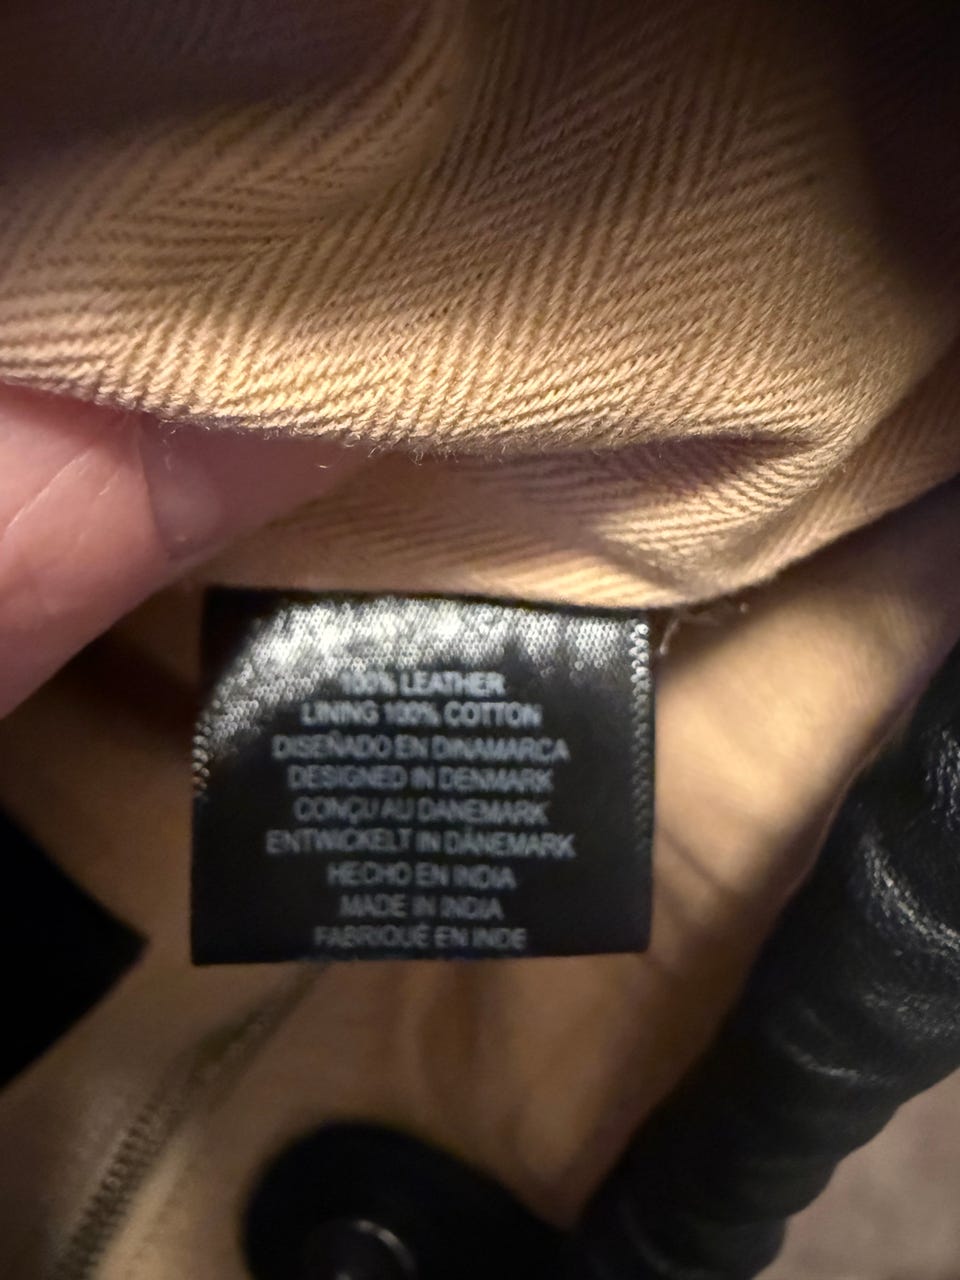 100% LEATHER
LINING 100% COTTON
DISEÑADO EN DINAMARCA
DESIGNED IN DENMARK
CONÇU AU DANEMARK
ENTWICKELT IN DÄNEMARK
HECHO EN INDIA
MADE IN INDIA
FABRIQUÉ EN INDE